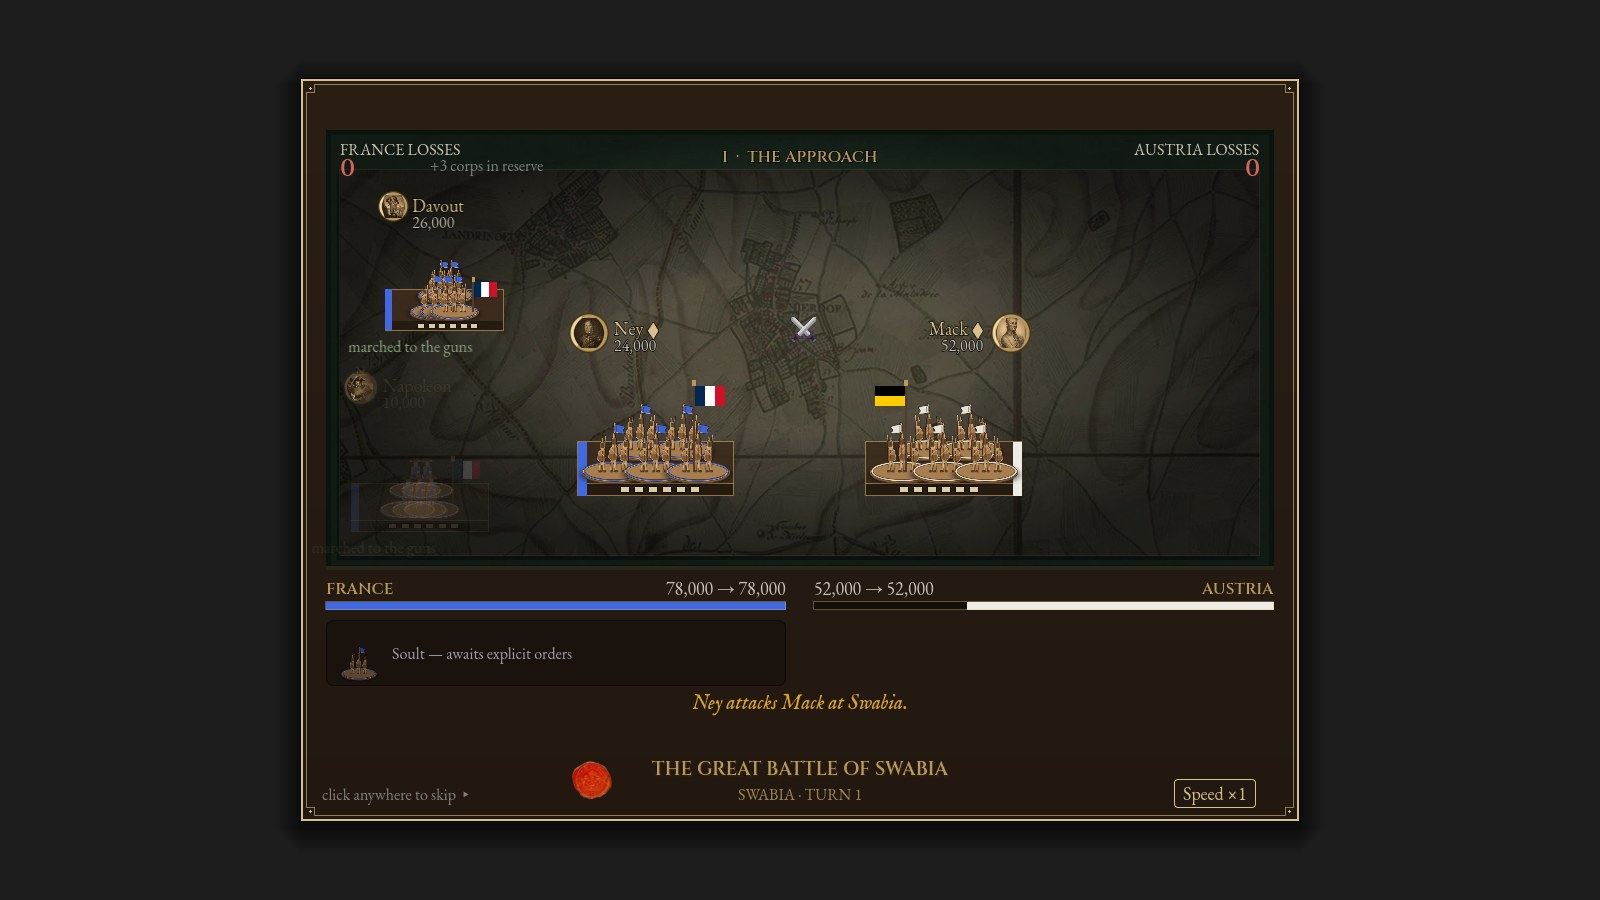 FRANCE LOSSES
0
+3 corps in reserve
I · THE APPROACH
AUSTRIA LOSSES
0
Davout
26,000
marched to the guns
Napoleon
10,000
marched to the guns
Ney
24,000
Mack
52,000
FRANCE
78,000 → 78,000
52,000 → 52,000
AUSTRIA
Soult — awaits explicit orders
Ney attacks Mack at Swabia.
THE GREAT BATTLE OF SWABIA
SWABIA · TURN 1
click anywhere to skip ▸
Speed ×1